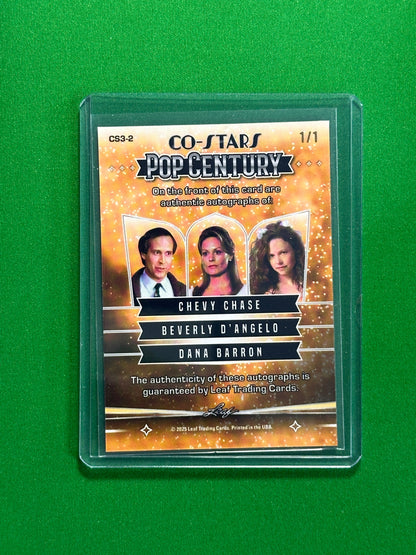 CS3-2
CO-STARS
1/1
POP CENTURY
On the front of this card are
authentic autographs of:
CHEVY CHASE
BEVERLY D'ANGELO
DANA BARRON
The authenticity of these autographs is
guaranteed by Leaf Trading Cards.
Leaf
© 2025 Leaf Trading Cards. Printed in the USA.